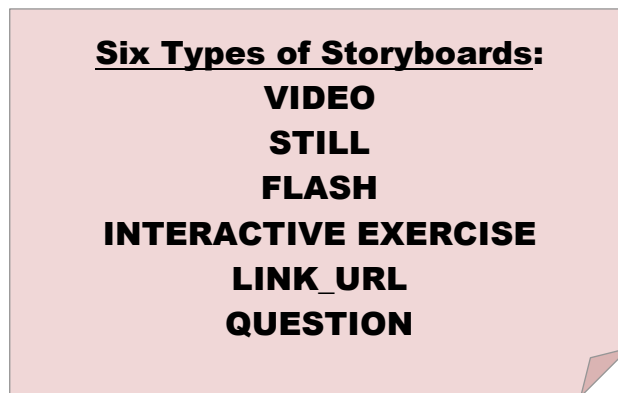 Six Types of Storyboards:
VIDEO
STILL
FLASH
INTERACTIVE EXERCISE
LINK_URL
QUESTION